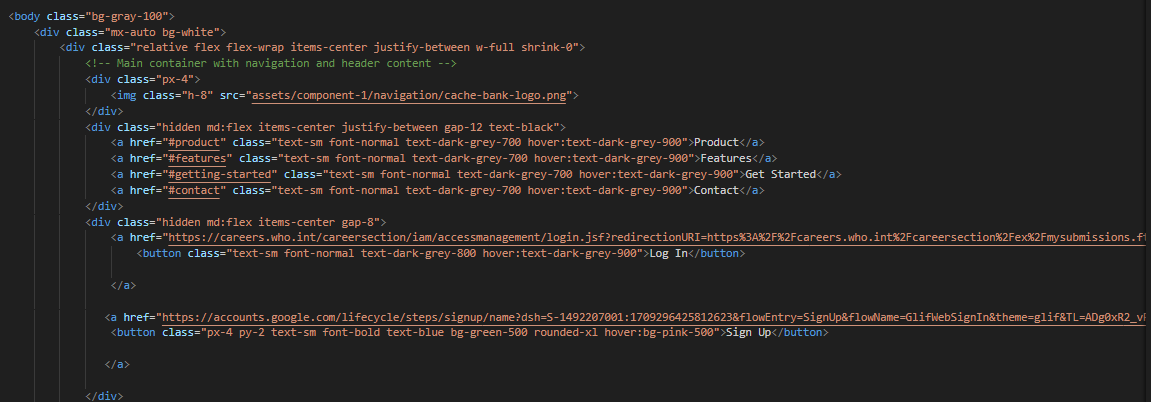 <body class="bg-gray-100">
<div class="mx-auto bg-white">
<div class="relative flex flex-wrap items-center justify-between w-full shrink-0">
<!-- Main container with navigation and header content -->
<div class="px-4">
<img class="h-8" src="assets/component-1/navigation/cache-bank-logo.png">
</div>
<div class="hidden md:flex items-center justify-between gap-12 text-black">
<a href="#product" class="text-sm font-normal text-dark-grey-700 hover:text-dark-grey-900">Product</a>
<a href="#features" class="text-sm font-normal text-dark-grey-700 hover:text-dark-grey-900">Features</a>
<a href="#getting-started" class="text-sm font-normal text-dark-grey-700 hover:text-dark-grey-900">Get Started</a>
<a href="#contact" class="text-sm font-normal text-dark-grey-700 hover:text-dark-grey-900">Contact</a>
</div>
<div class="hidden md:flex items-center gap-8">
<a href="https://careers.who.int/careersection/iam/accessmanagement/login.jsf?redirectionURI=https%3A%2F%2Fcareers.who.int%2Fcareersection%2Fex%2Fmysubmissions.ft
<button class="text-sm font-normal text-dark-grey-800 hover:text-dark-grey-900">Log In</button>
</a>
<a href="https://accounts.google.com/lifecycle/steps/signup/name?dsh=S-1492207001:1709296425812623&flowEntry=SignUp&flowName=GlifWebSignIn&theme=glif&TL=ADg0xR2_vF
<button class="px-4 py-2 text-sm font-bold text-blue bg-green-500 rounded-xl hover:bg-pink-500">Sign Up</button>
</a>
</div>